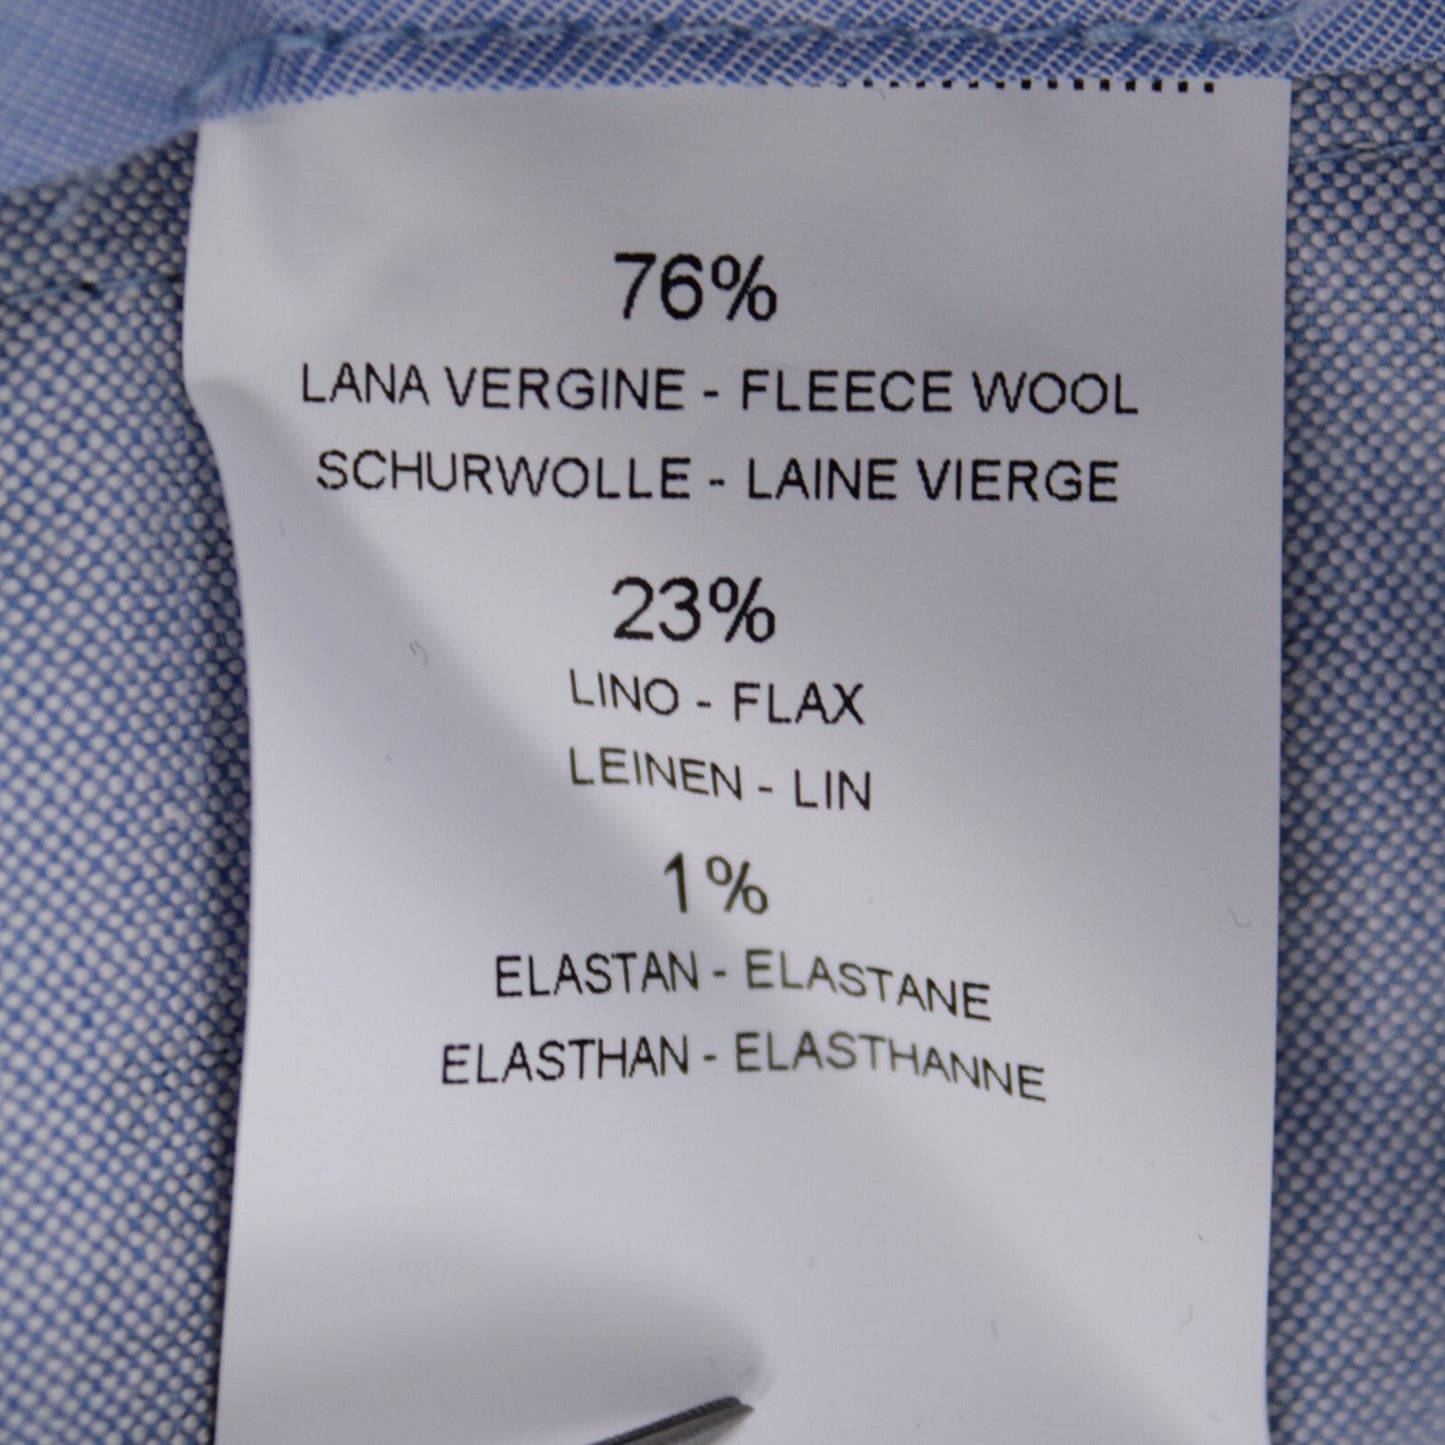 76%
LANA VERGINE - FLEECE WOOL
SCHURWOLLE - LAINE VIERGE
23%
LINO - FLAX
LEINEN - LIN
1%
ELASTAN - ELASTANE
ELASTHAN - ELASTHANNE